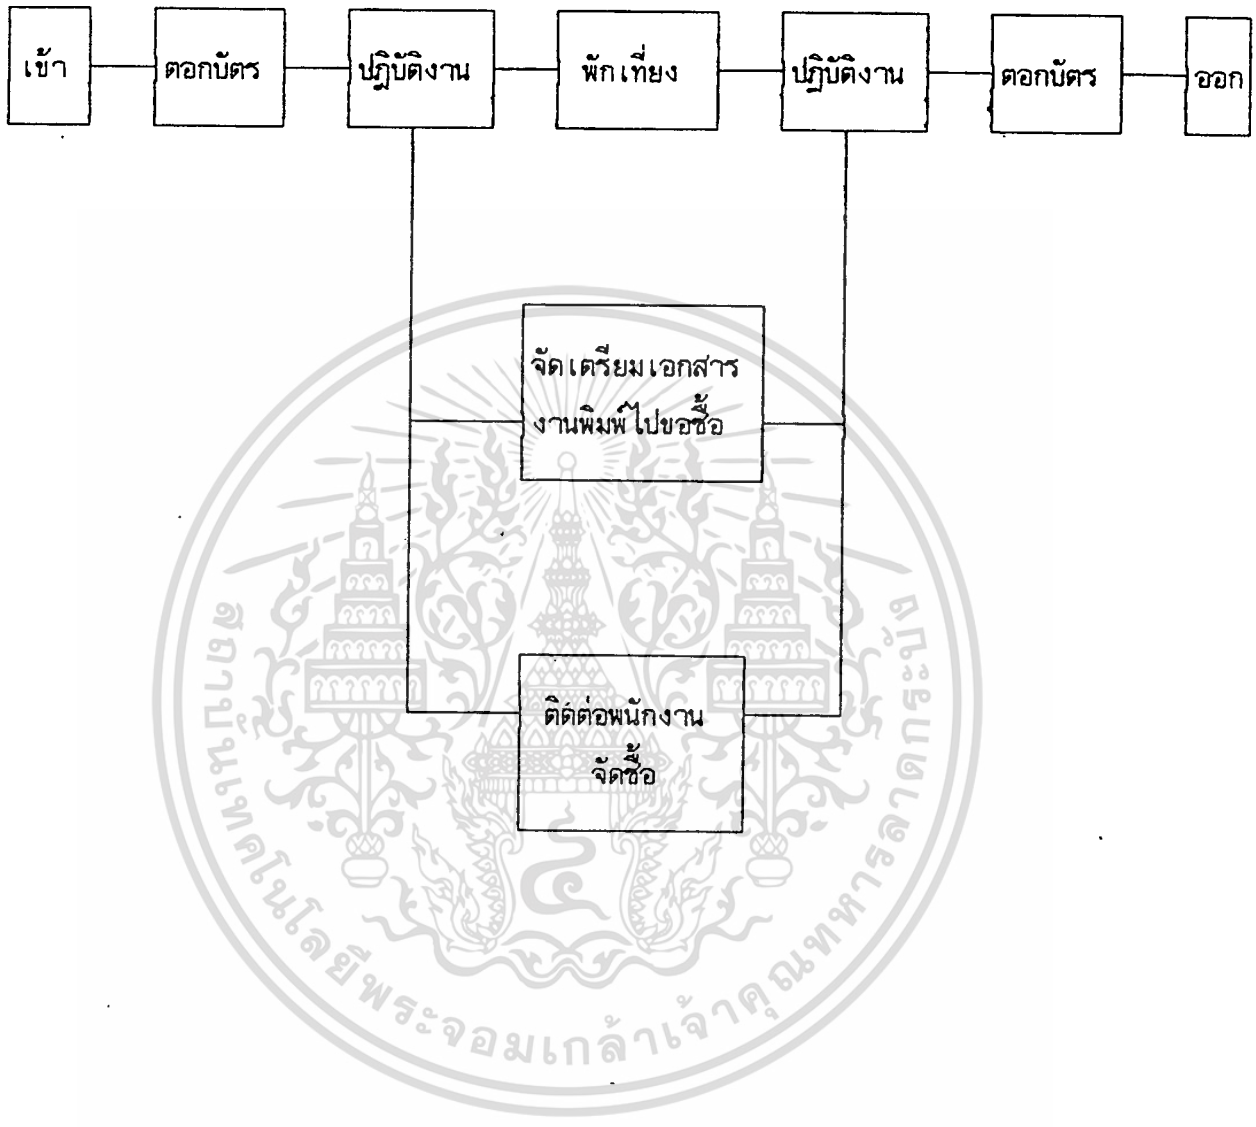 เข้า
ตอกบัตร
ปฏิบัติงาน
พักเที่ยง
ปฏิบัติงาน
ตอกบัตร
ออก
จัดเตรียมเอกสาร
งานพิมพ์ใปขอซื้อ
ติดต่อพนักงาน
จัดซื้อ
สถาบันเทคโนโลยีพระจอมเกล้าเจ้าคุณทหารลาดกระบัง